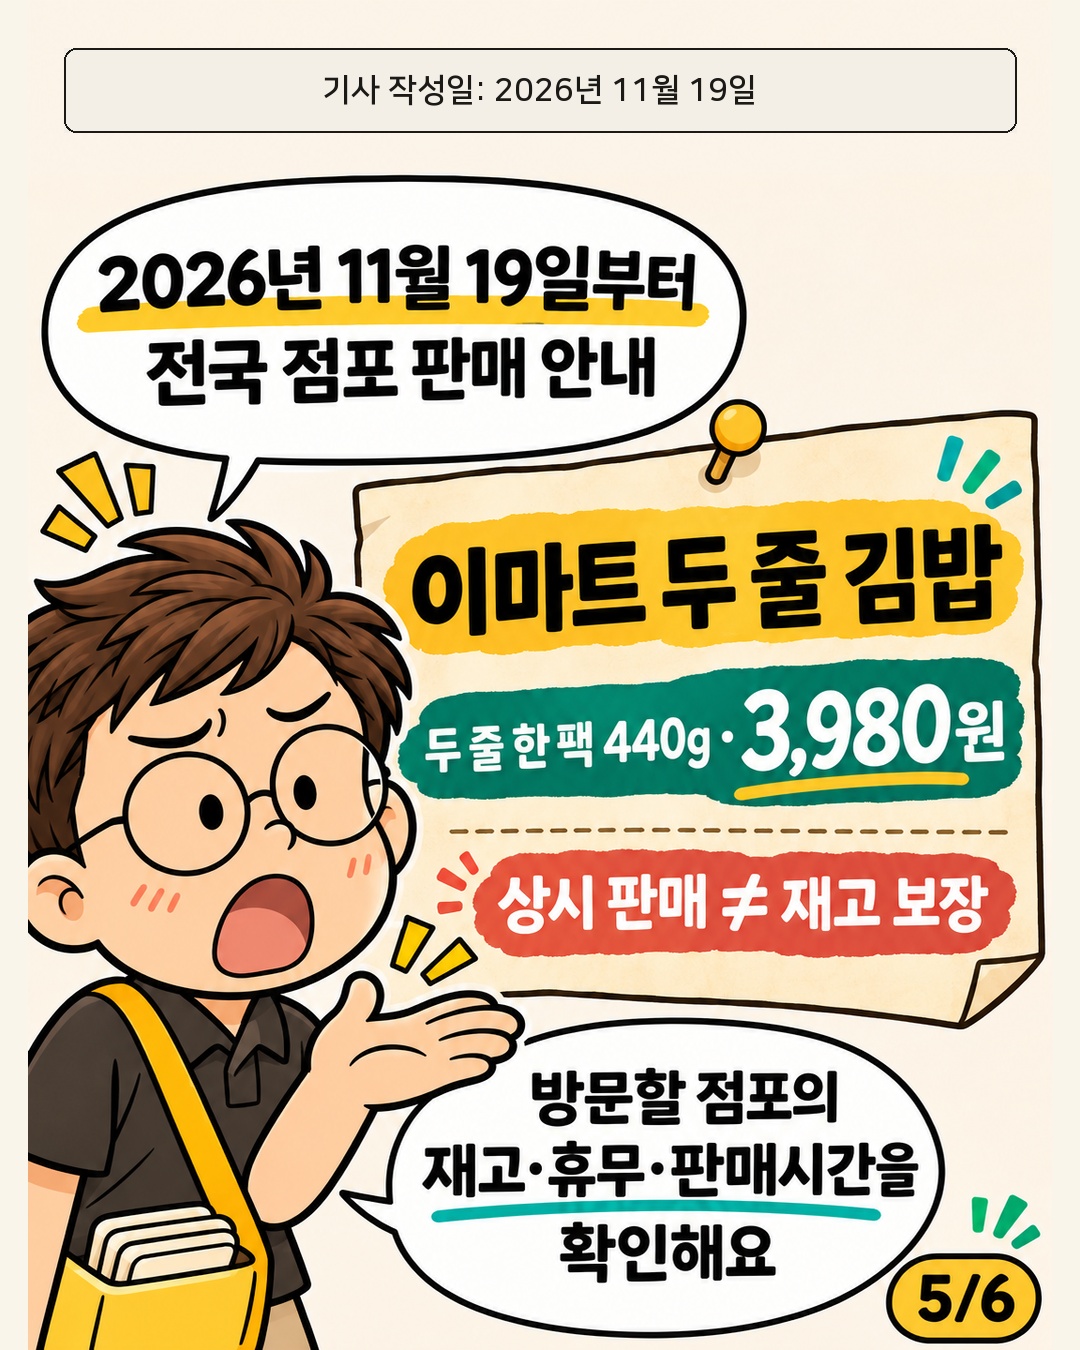 기사 작성일: 2026년 11월 19일
2026년 11월 19일부터
전국 점포 판매 안내
이마트 두 줄 김밥
두 줄 한 팩 440g · 3,980원
상시 판매 ≠ 재고 보장
방문할 점포의
재고·휴무·판매시간을
확인해요
5/6